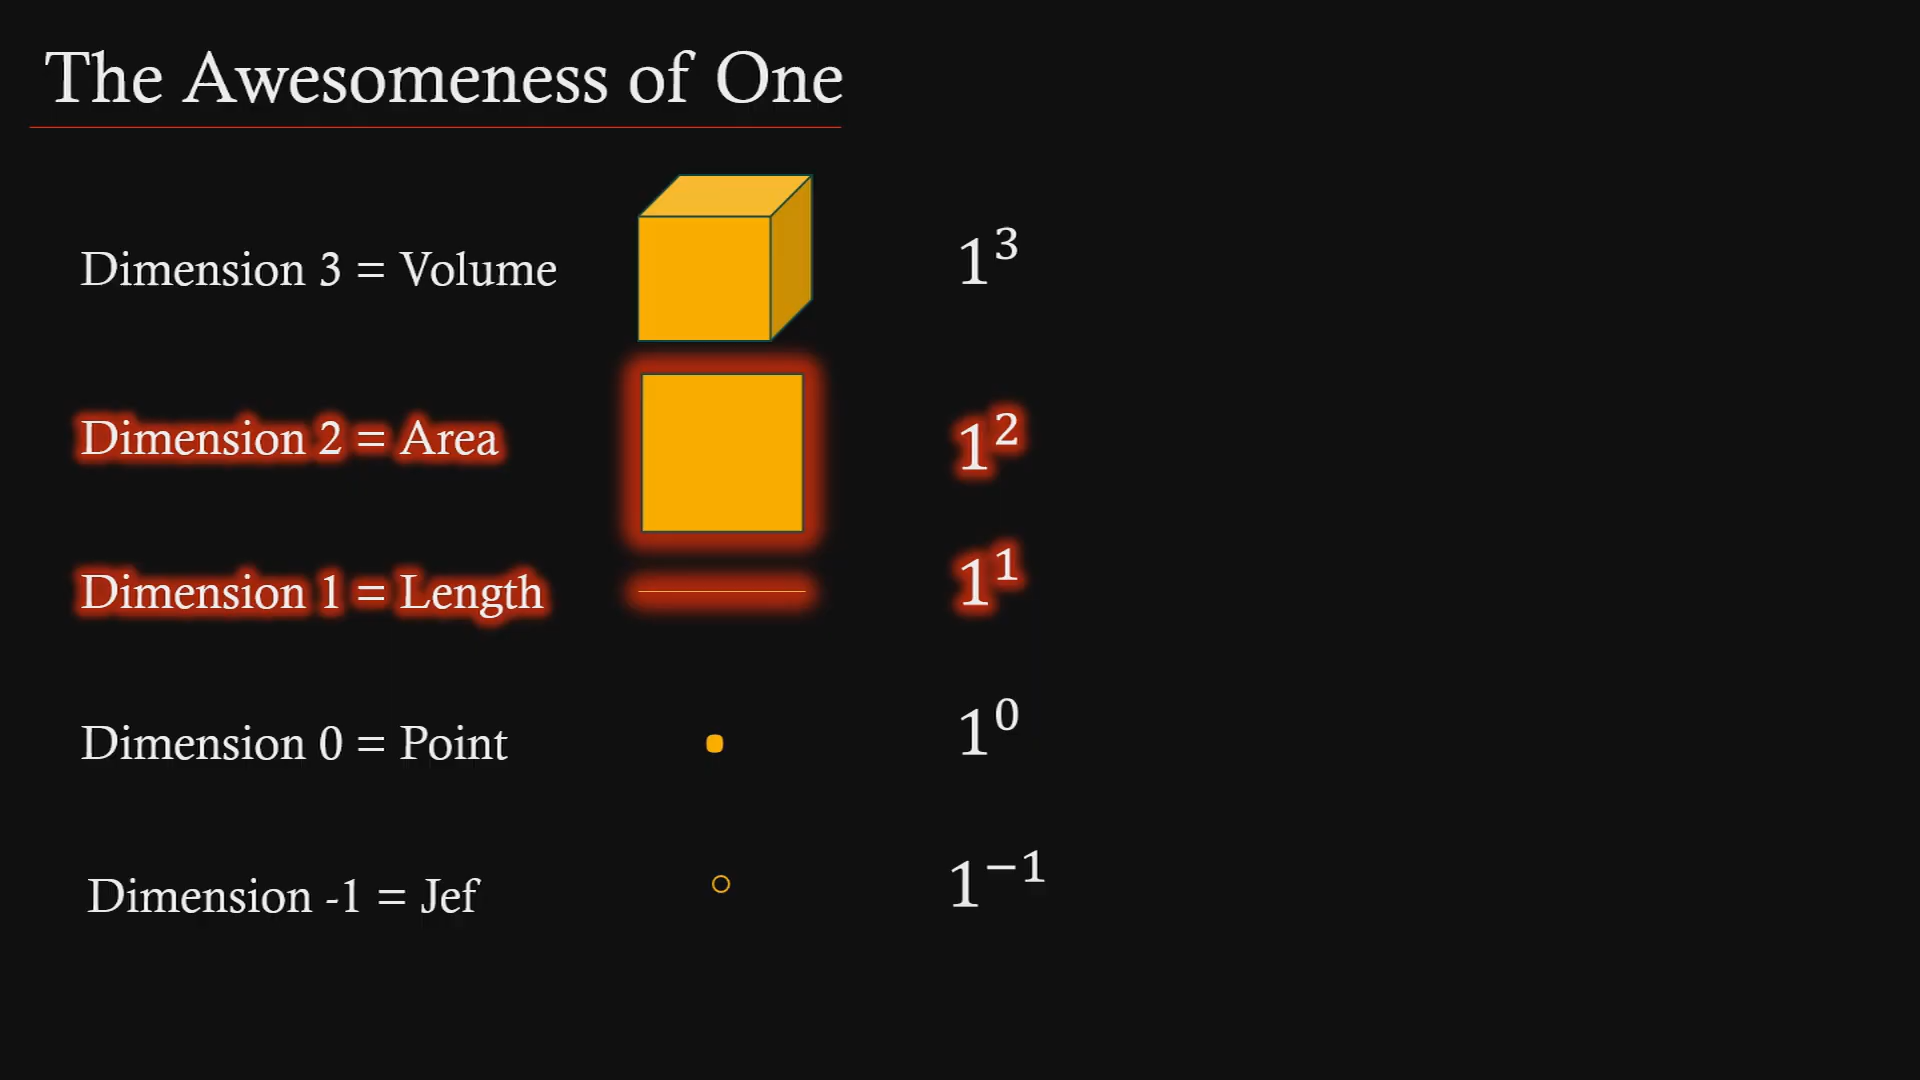 The Awesomeness of One
Dimension 3 = Volume 1³
Dimension 2 = Area 1²
Dimension 1 = Length 1¹
Dimension 0 = Point 1⁰
Dimension -1 = Jef 1⁻¹